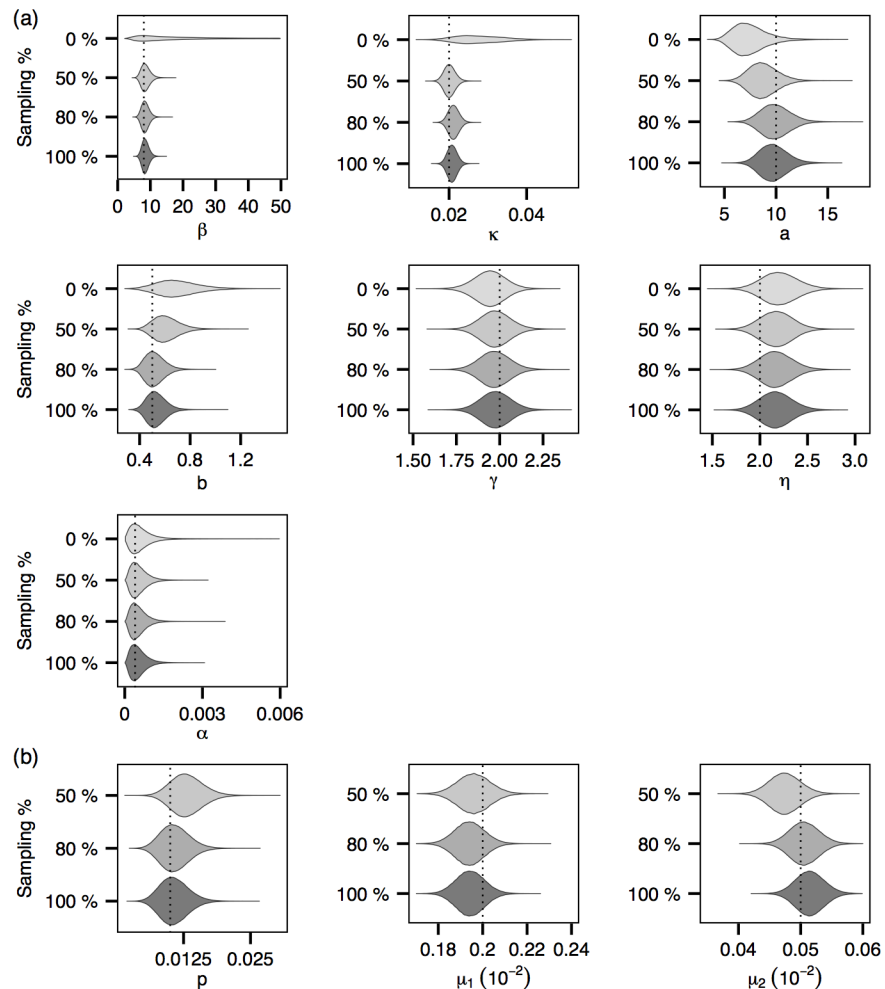 (a)
Sampling %
0 %
50 %
80 %
100 %
0 10 20 30 40 50
β
0 %
50 %
80 %
100 %
0.02 0.04
κ
0 %
50 %
80 %
100 %
5 10 15
a
Sampling %
0 %
50 %
80 %
100 %
0.4 0.8 1.2
b
0 %
50 %
80 %
100 %
1.50 1.75 2.00 2.25
γ
0 %
50 %
80 %
100 %
1.5 2.0 2.5 3.0
η
Sampling %
0 %
50 %
80 %
100 %
0 0.003 0.006
α
(b)
Sampling %
50 %
80 %
100 %
0.0125 0.025
p
50 %
80 %
100 %
0.18 0.2 0.22 0.24
μ1 (10-2)
50 %
80 %
100 %
0.04 0.05 0.06
μ2 (10-2)